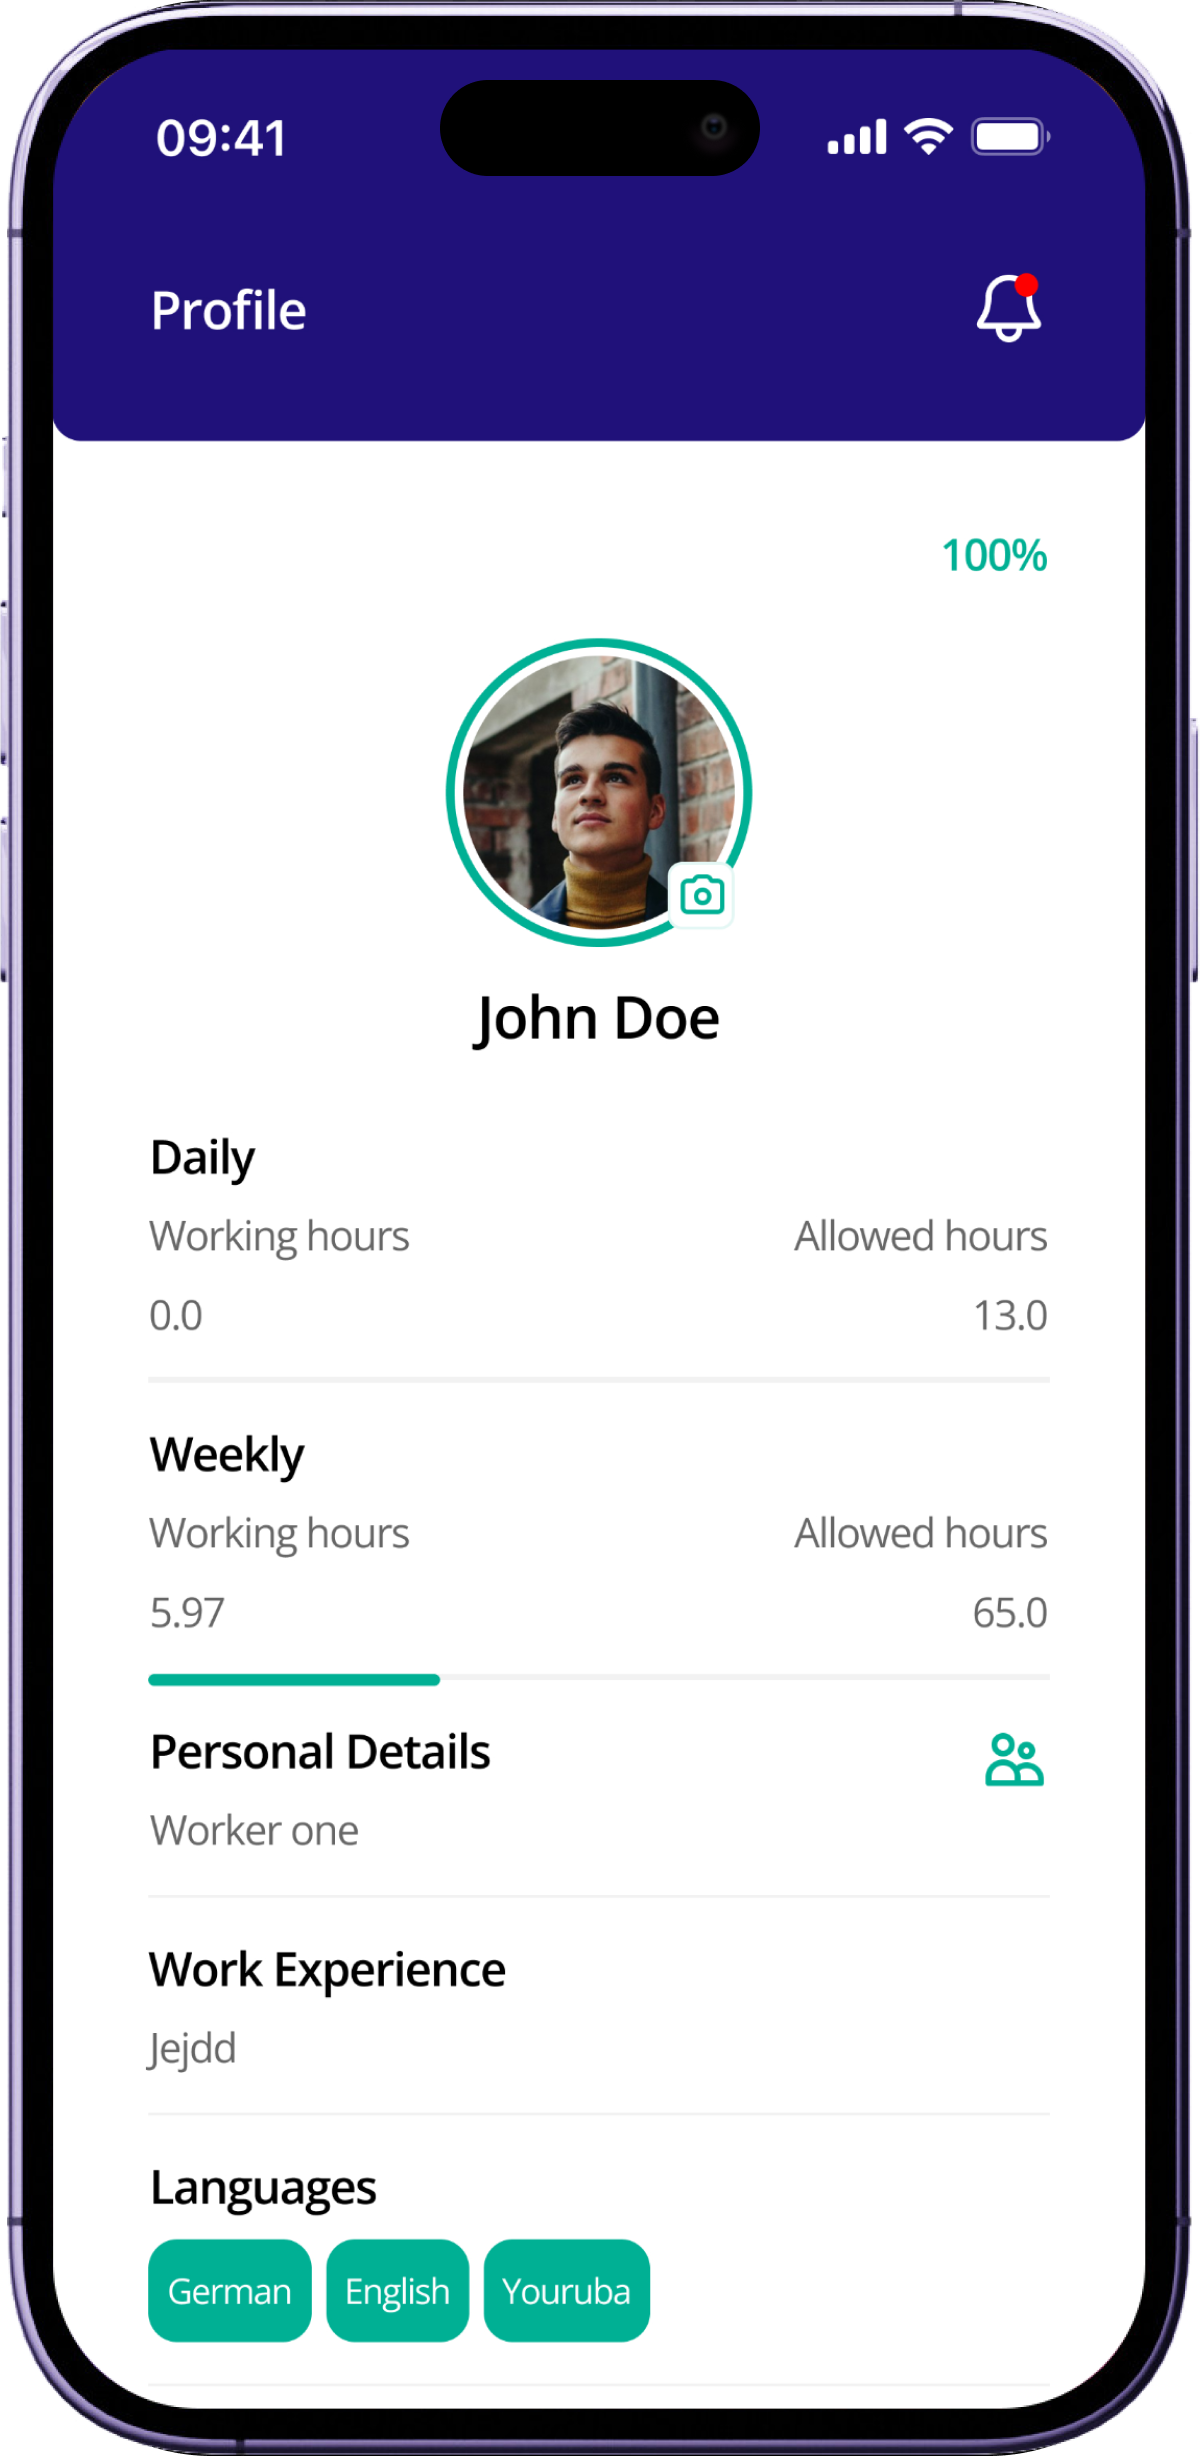 09:41
Profile
100%
John Doe
Daily
Working hours Allowed hours
0.0 13.0
Weekly
Working hours Allowed hours
5.97 65.0
Personal Details
Worker one
Work Experience
Jejdd
Languages
German English Youruba